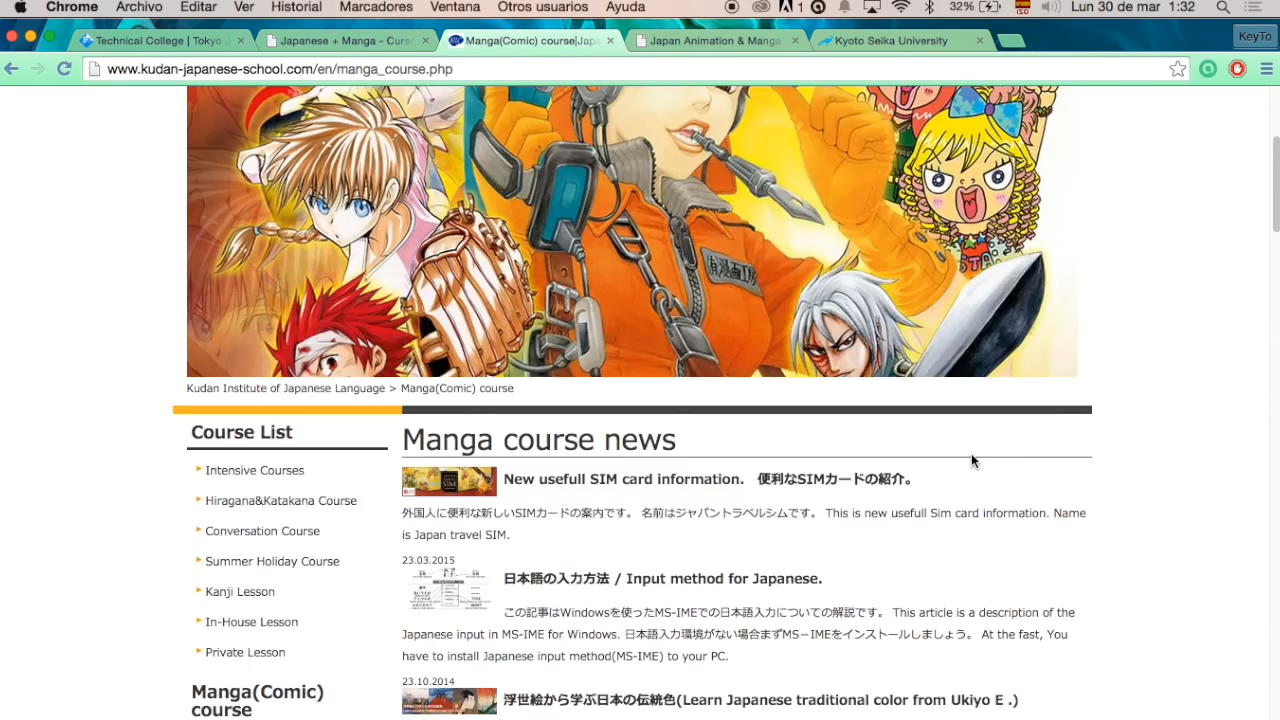 Chrome Archivo Editar Ver Historial Marcadores Ventana Otros usuarios Ayuda 1 32% Lun 30 de mar 1:32
Technical College | Tokyo J Japanese + Manga - Curso Manga(Comic) course|Japa Japan Animation & Manga Kyoto Seika University KeyTo
www.kudan-japanese-school.com/en/manga_course.php
Kudan Institute of Japanese Language > Manga(Comic) course
Course List
Intensive Courses
Hiragana&Katakana Course
Conversation Course
Summer Holiday Course
Kanji Lesson
In-House Lesson
Private Lesson
Manga(Comic)
course
Manga course news
New usefull SIM card information. 便利なSIMカードの紹介。
外国人に便利な新しいSIMカードの案内です。 名前はジャパントラベルシムです。 This is new usefull Sim card information. Name
is Japan travel SIM.
23.03.2015
日本語の入力方法 / Input method for Japanese.
この記事はWindowsを使ったMS-IMEでの日本語入力についての解説です。 This article is a description of the
Japanese input in MS-IME for Windows. 日本語入力環境がない場合まずMS－IMEをインストールしましょう。 At the fast, You
have to install Japanese input method(MS-IME) to your PC.
23.10.2014
浮世絵から学ぶ日本の伝統色(Learn Japanese traditional color from Ukiyo E .)